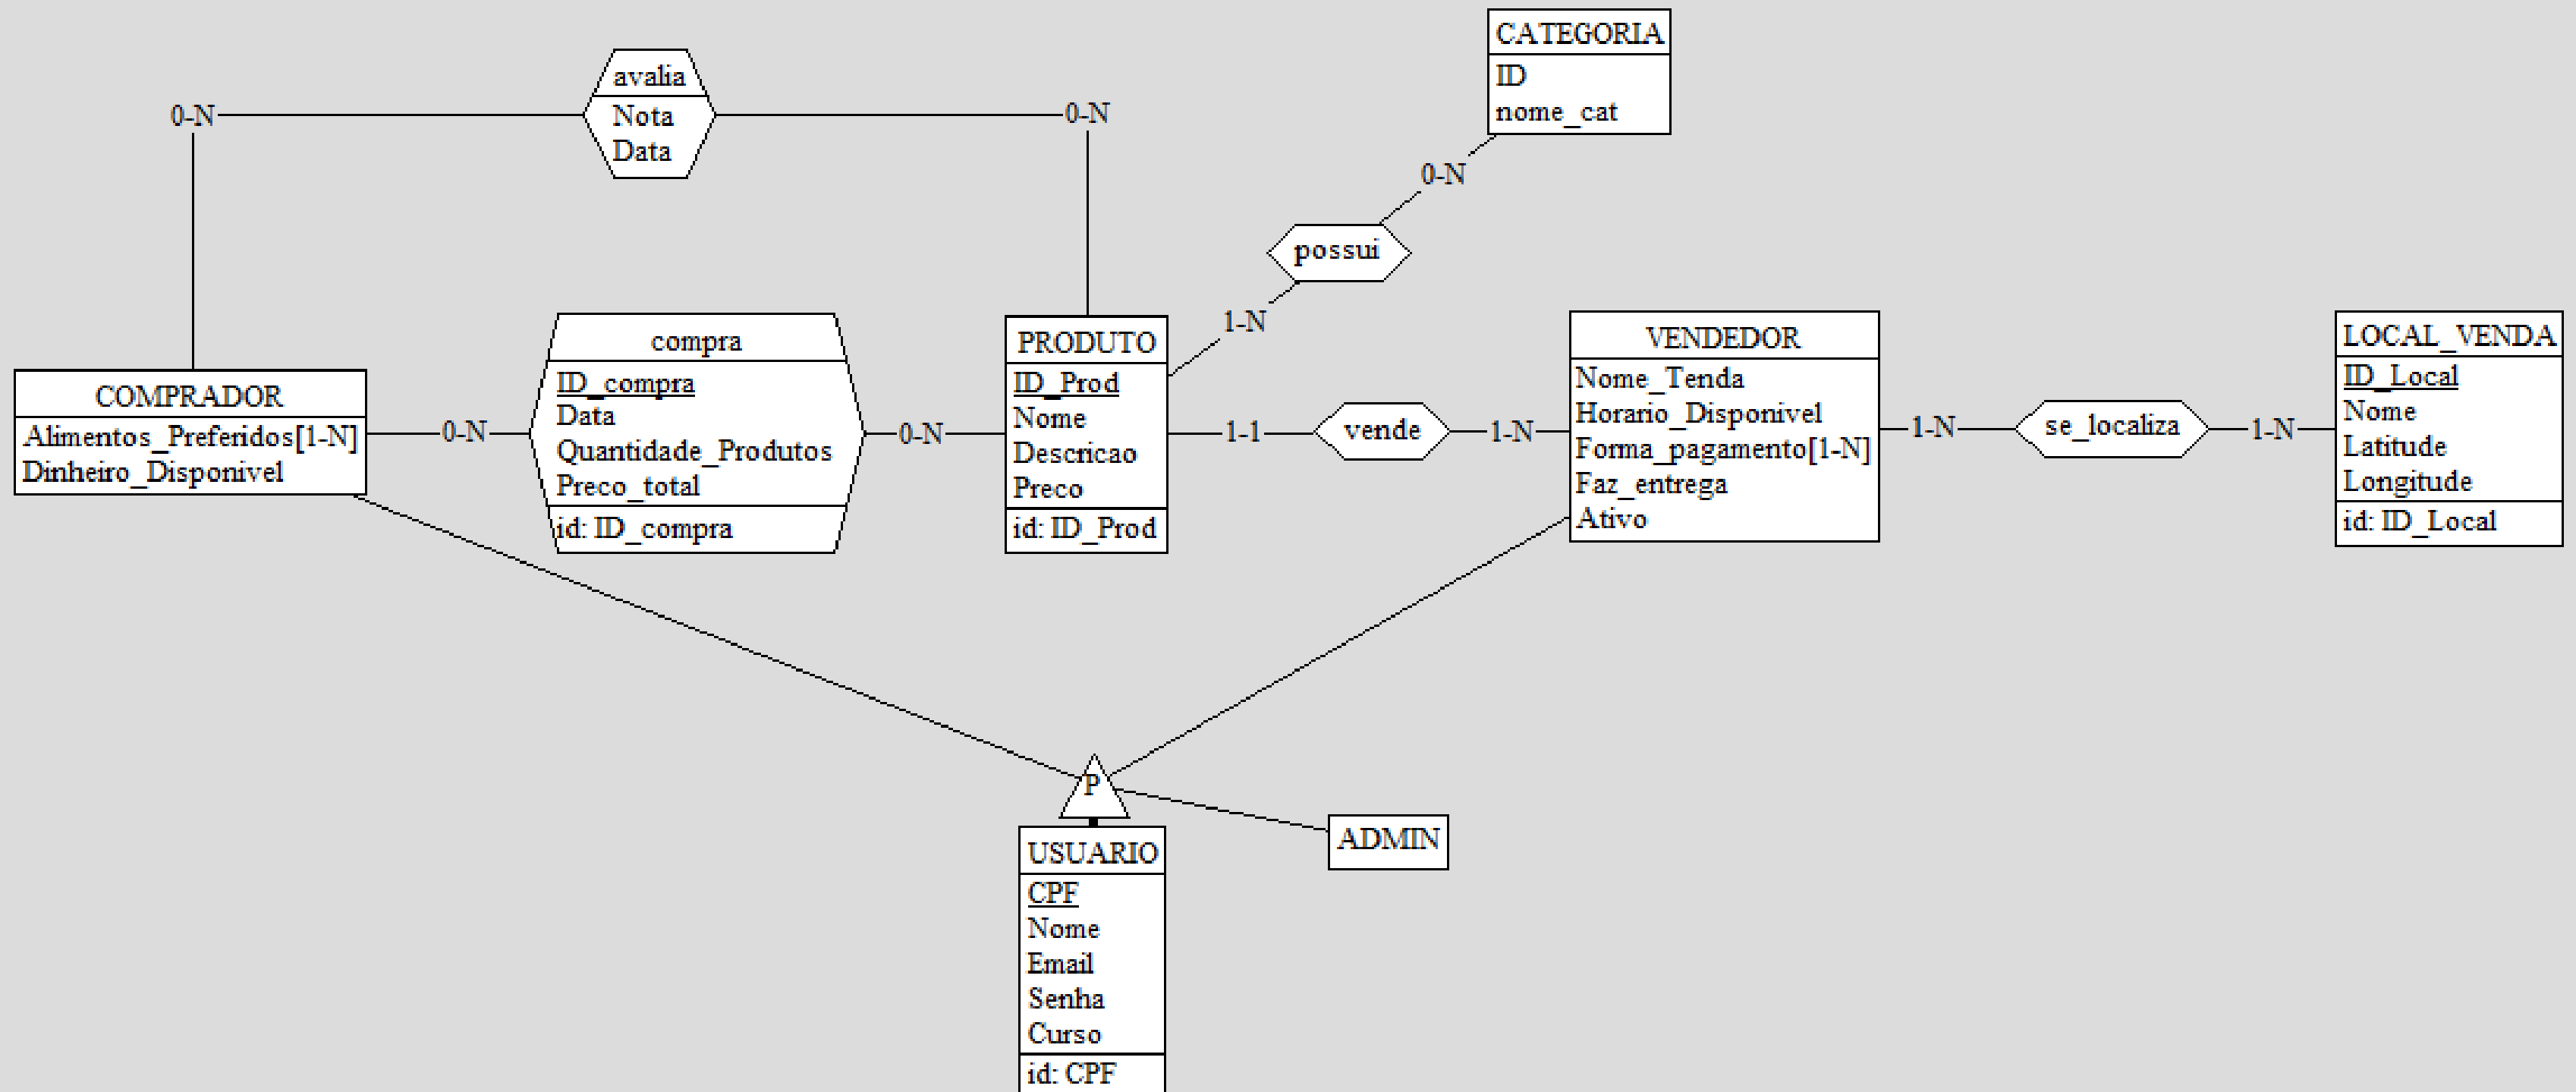 CATEGORIA
ID
nome_cat
avalia
Nota
Data
0-N
0-N
0-N
possui
1-N
COMPRADOR
Alimentos_Preferidos[1-N]
Dinheiro_Disponivel
0-N
compra
ID_compra
Data
Quantidade_Produtos
Preco_total
id: ID_compra
0-N
PRODUTO
ID_Prod
Nome
Descricao
Preco
id: ID_Prod
1-1
vende
1-N
VENDEDOR
Nome_Tenda
Horario_Disponivel
Forma_pagamento[1-N]
Faz_entrega
Ativo
1-N
se_localiza
1-N
LOCAL_VENDA
ID_Local
Nome
Latitude
Longitude
id: ID_Local
P
ADMIN
USUARIO
CPF
Nome
Email
Senha
Curso
id: CPF